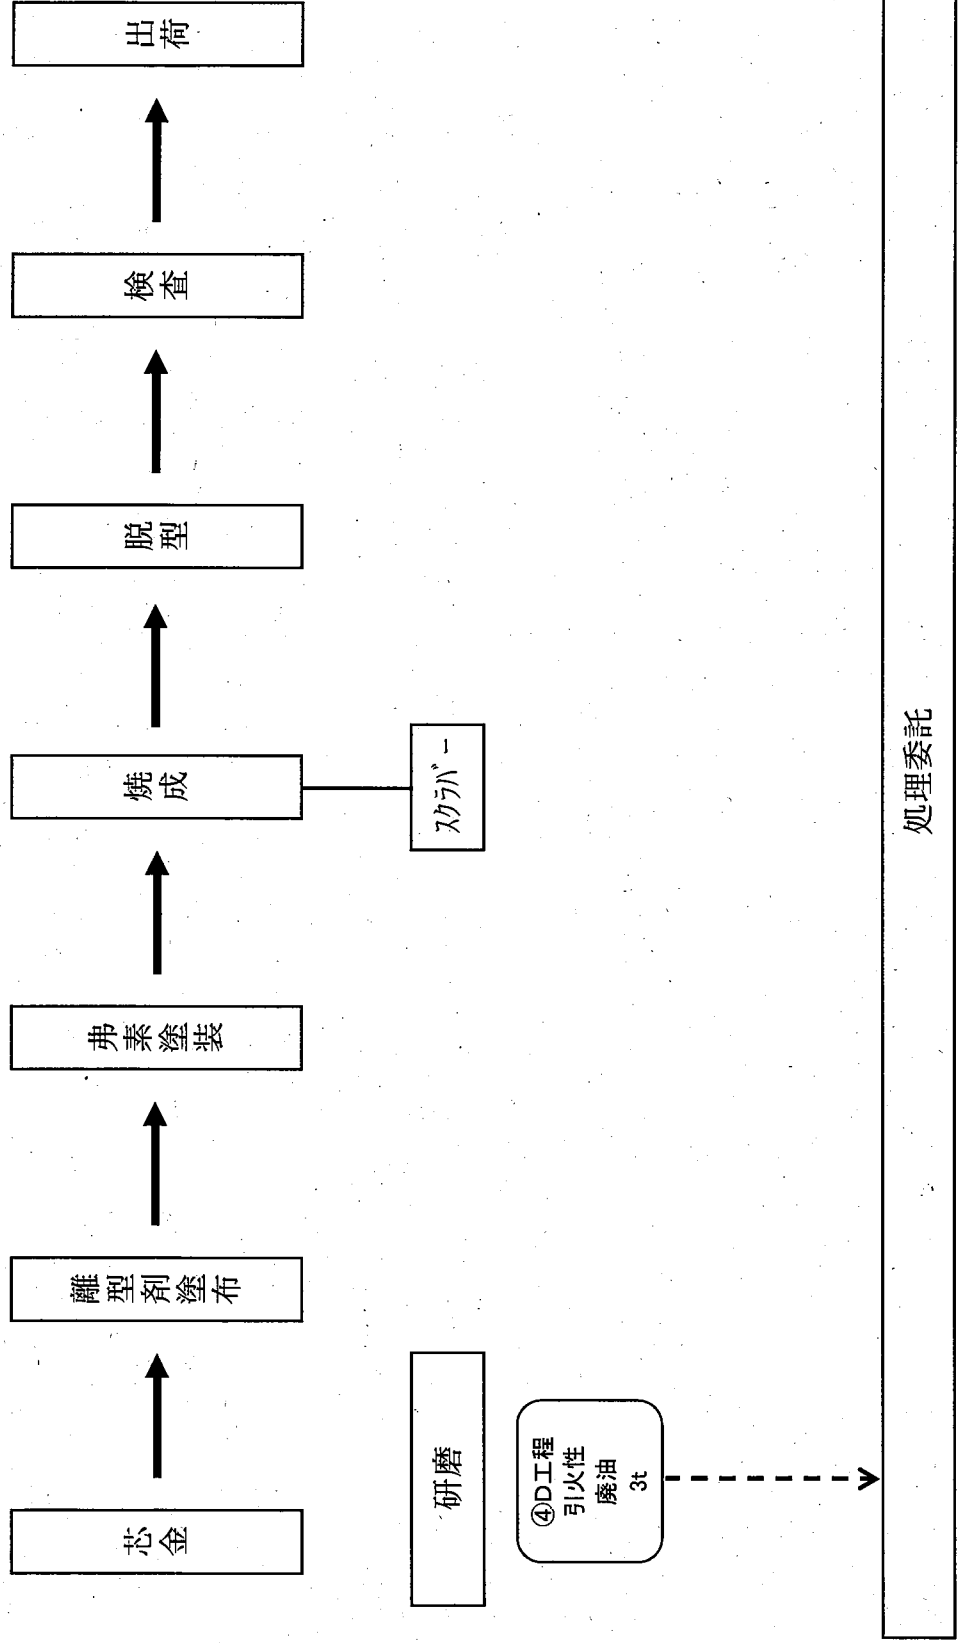 芯金
離型剤塗布
弗素塗装
焼成
脱型
検査
出荷
研磨
スクラバー
④D工程
引火性
廃油
3t
処理委託